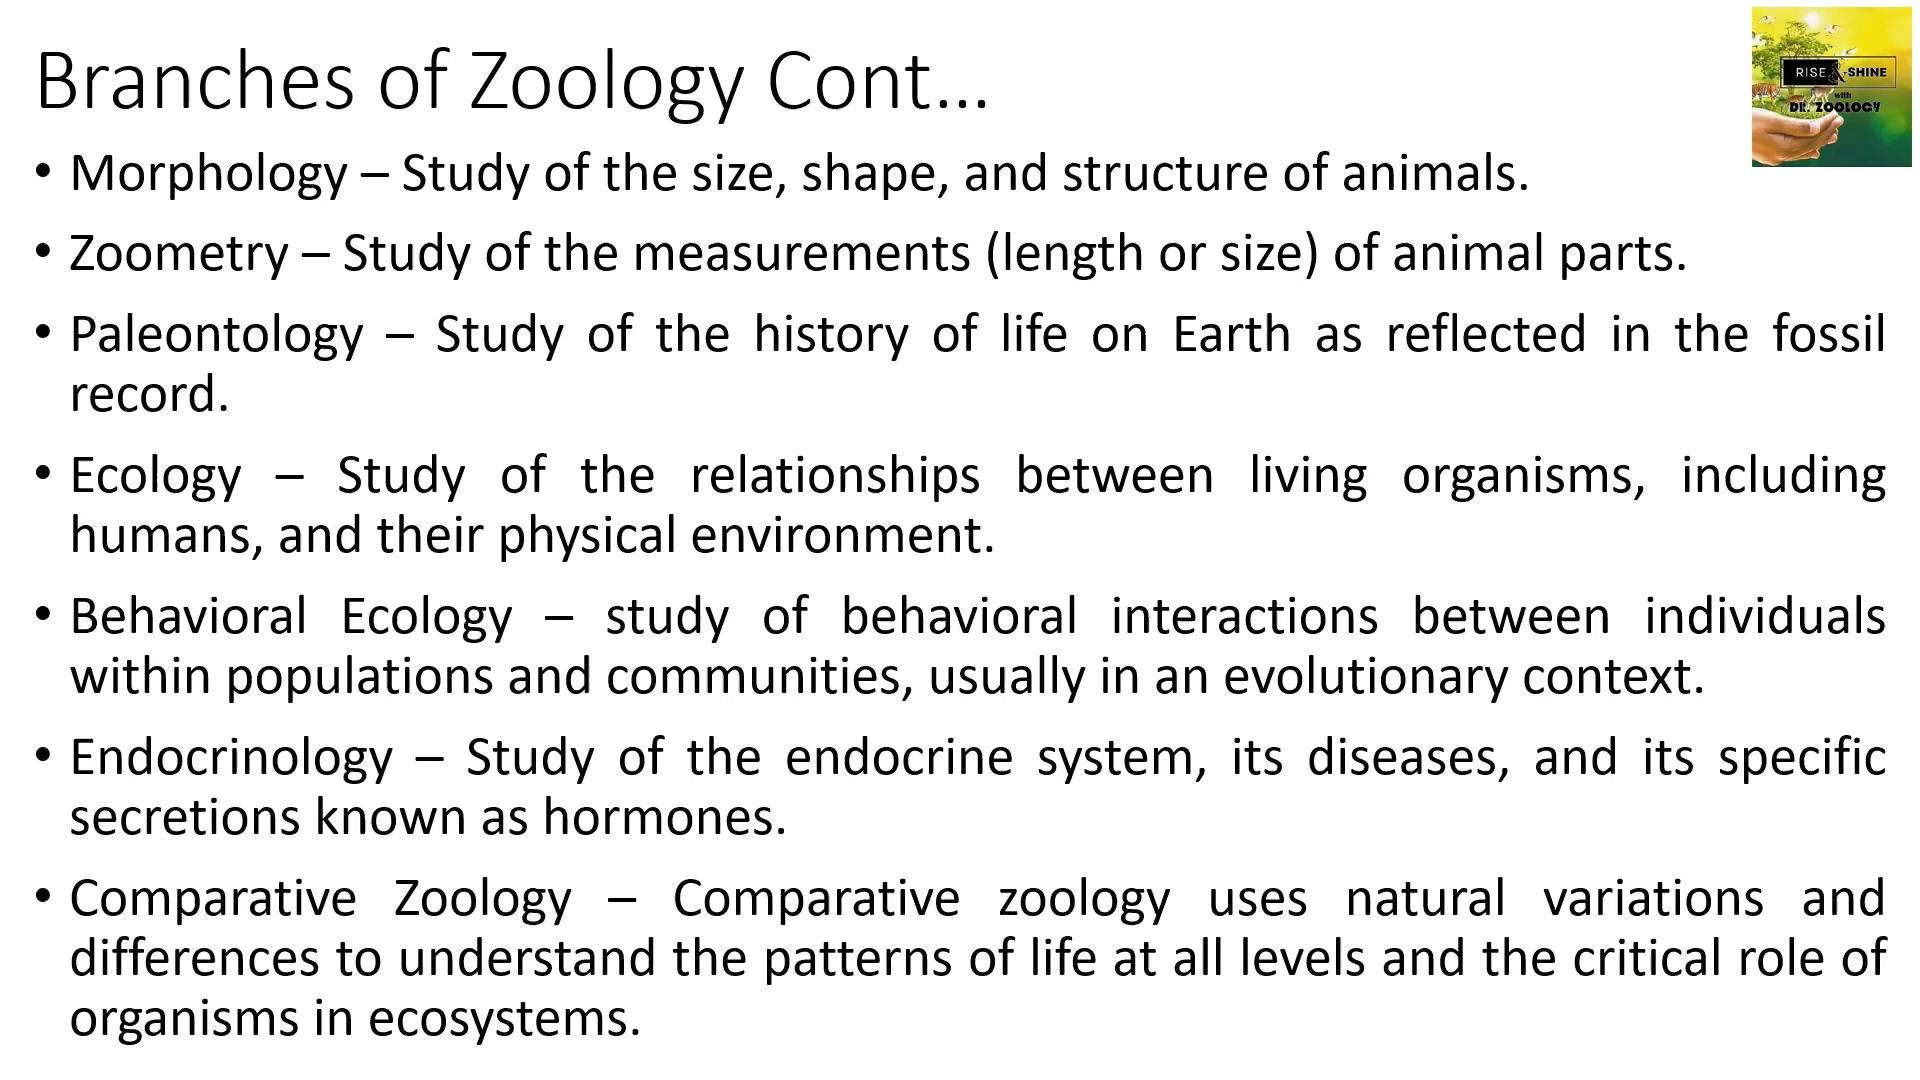 Branches of Zoology Cont...
RISE & SHINE
with
DR. ZOOLOGY
• Morphology – Study of the size, shape, and structure of animals.
• Zoometry – Study of the measurements (length or size) of animal parts.
• Paleontology – Study of the history of life on Earth as reflected in the fossil
record.
• Ecology – Study of the relationships between living organisms, including
humans, and their physical environment.
• Behavioral Ecology – study of behavioral interactions between individuals
within populations and communities, usually in an evolutionary context.
• Endocrinology – Study of the endocrine system, its diseases, and its specific
secretions known as hormones.
• Comparative Zoology – Comparative zoology uses natural variations and
differences to understand the patterns of life at all levels and the critical role of
organisms in ecosystems.